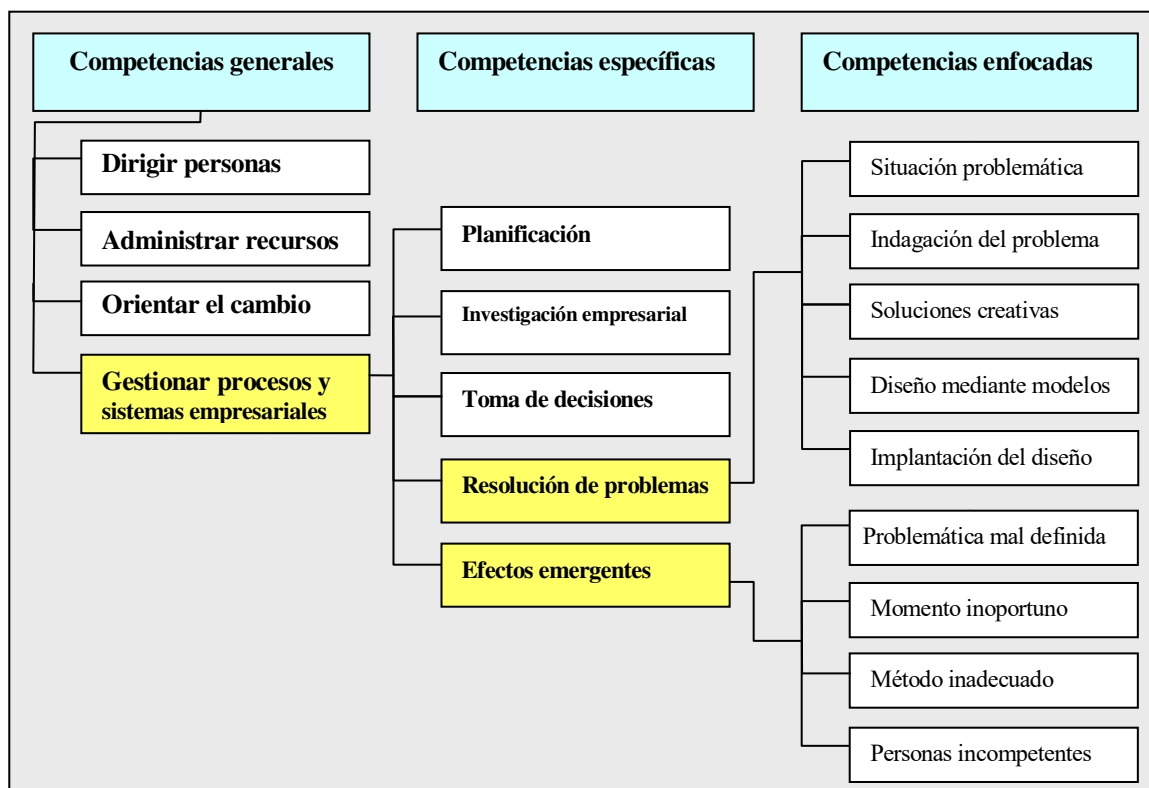 Competencias generales
Competencias específicas
Competencias enfocadas
Dirigir personas
Administrar recursos
Orientar el cambio
Gestionar procesos y
sistemas empresariales
Planificación
Investigación empresarial
Toma de decisiones
Resolución de problemas
Efectos emergentes
Situación problemática
Indagación del problema
Soluciones creativas
Diseño mediante modelos
Implantación del diseño
Problemática mal definida
Momento inoportuno
Método inadecuado
Personas incompetentes